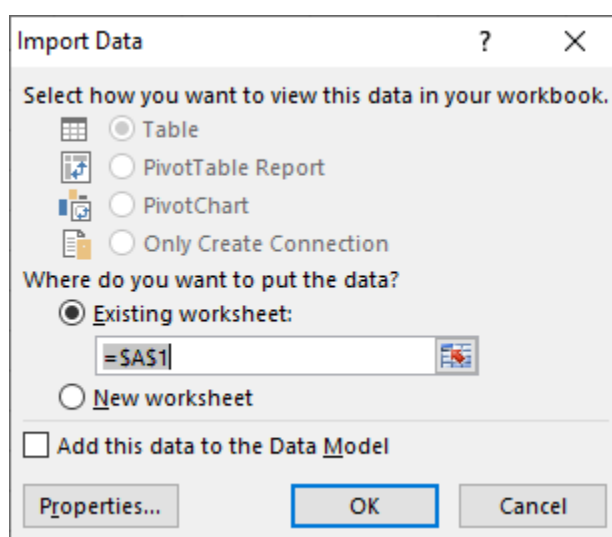 Import Data ? ×
Select how you want to view this data in your workbook.
Table
PivotTable Report
PivotChart
Only Create Connection
Where do you want to put the data?
Existing worksheet:
=$A$1
New worksheet
Add this data to the Data Model
Properties... OK Cancel